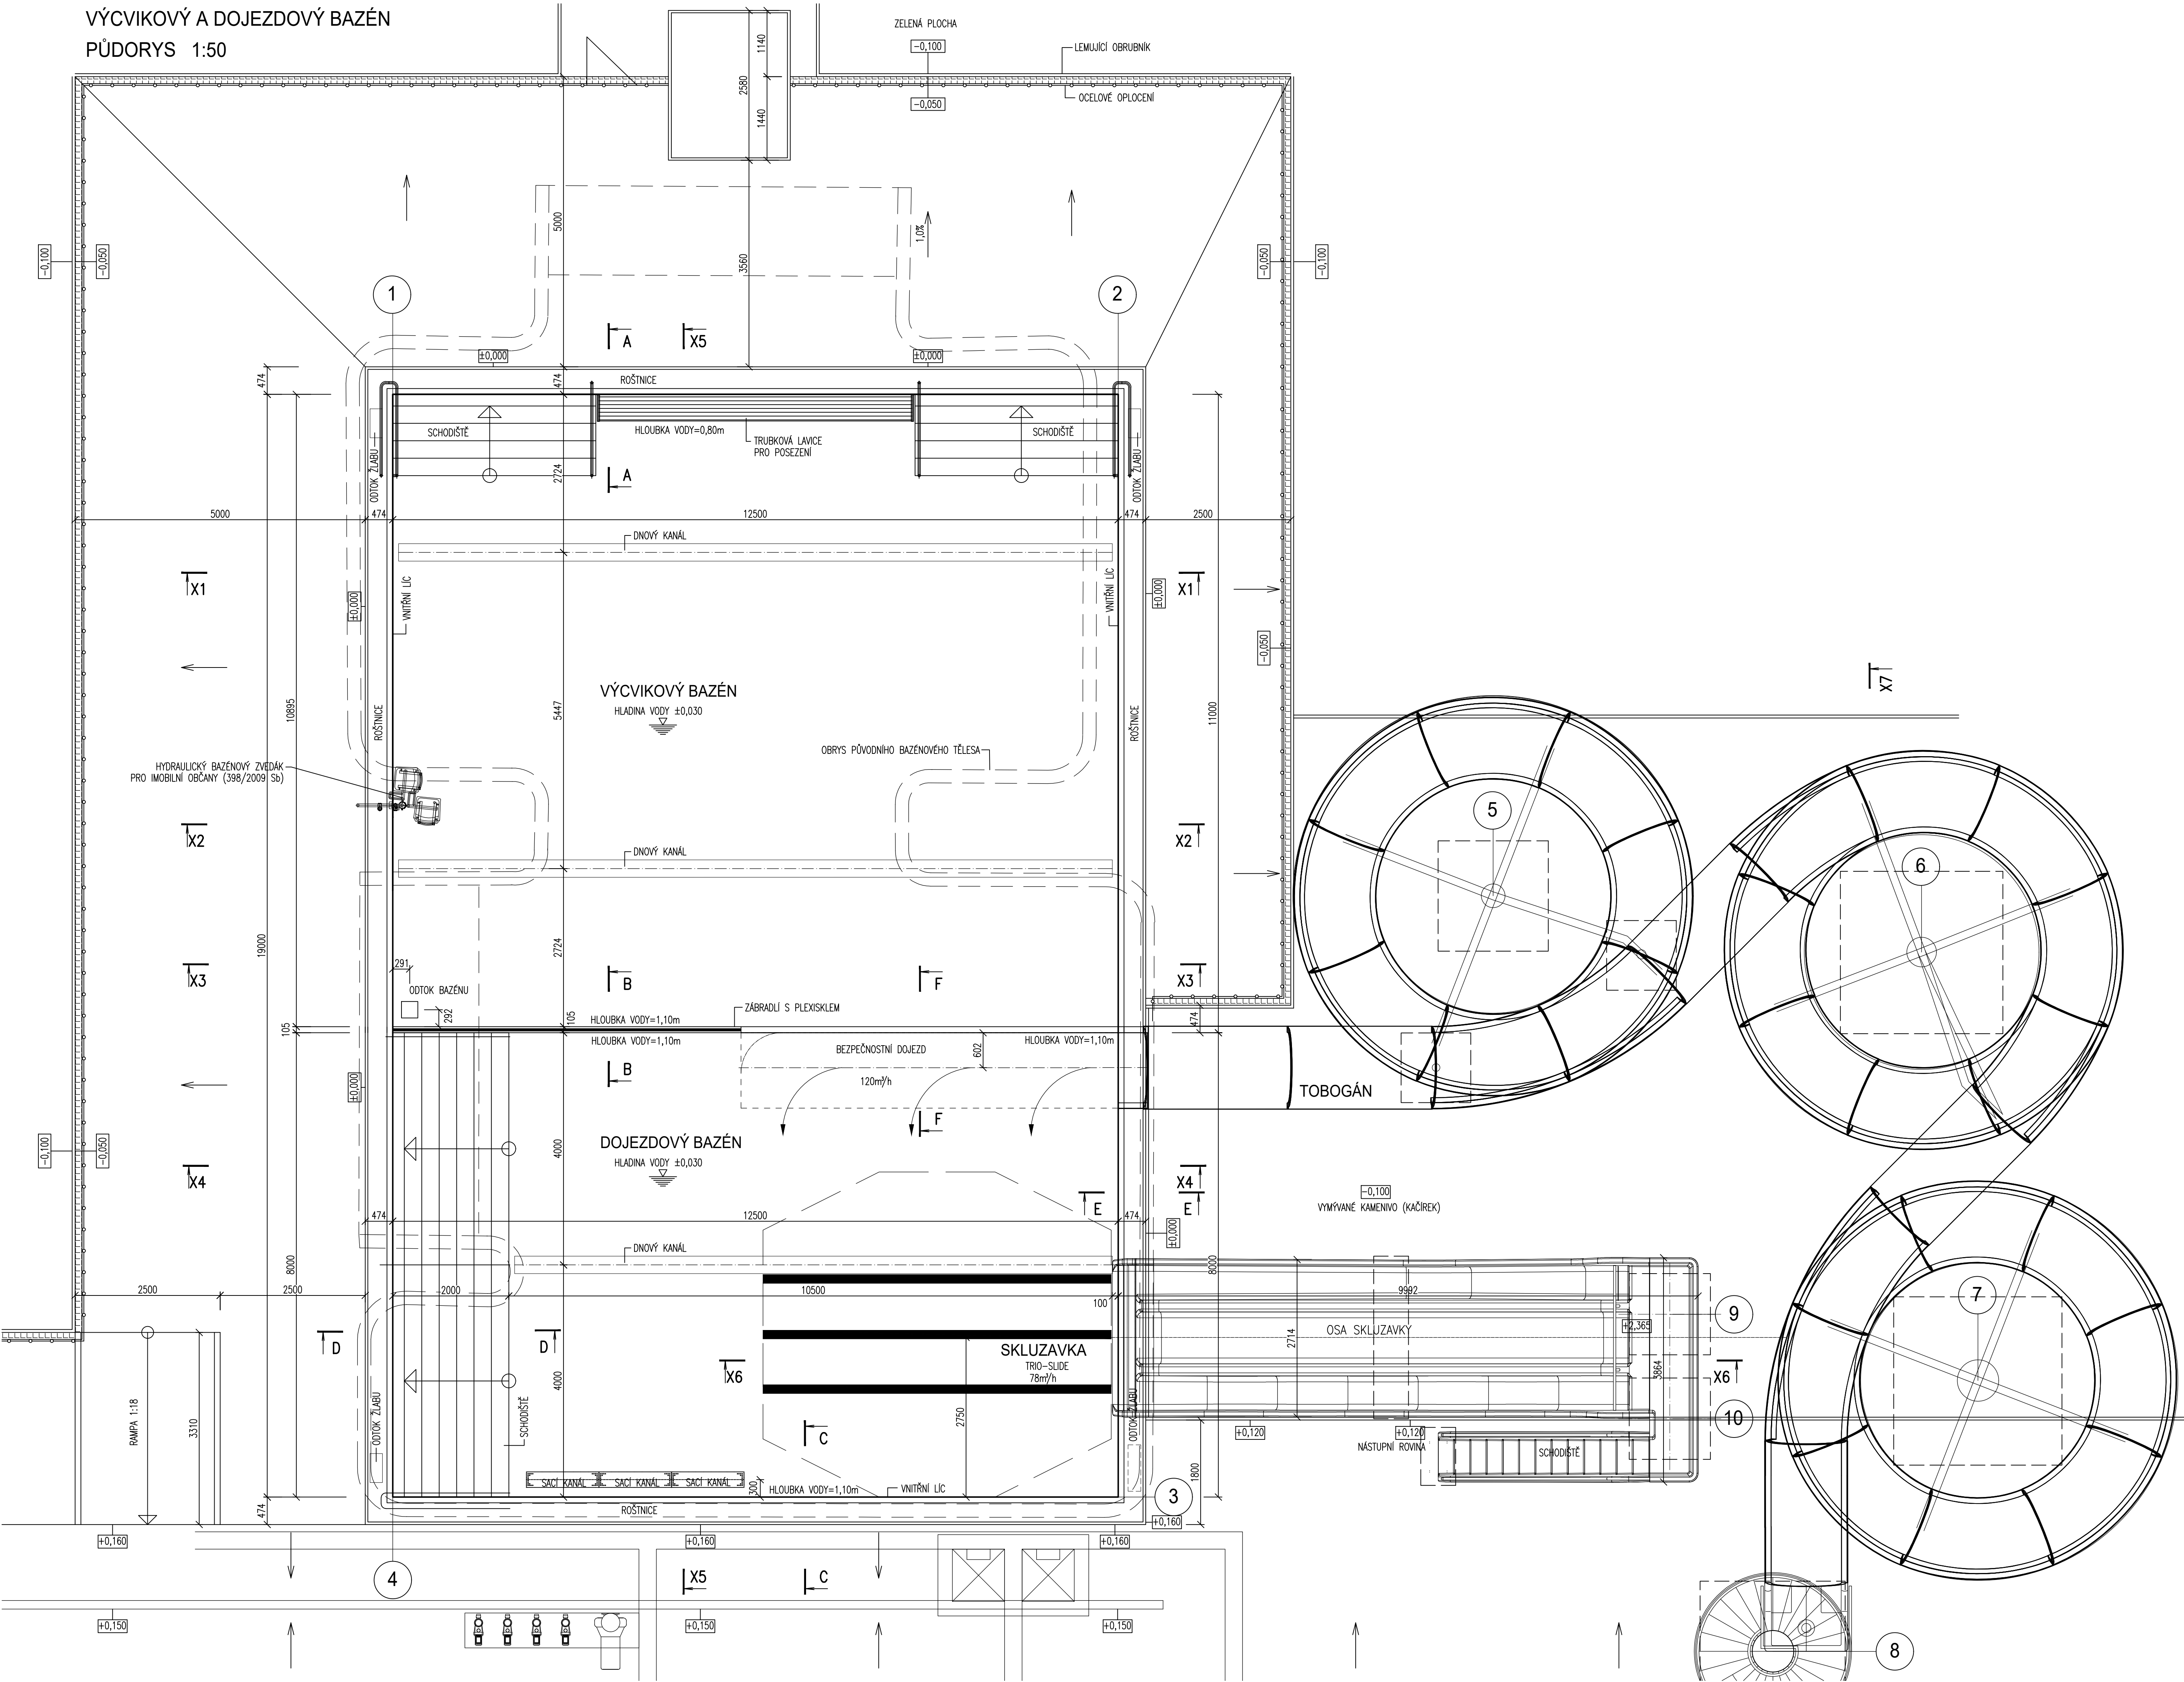 VÝCVIKOVÝ A DOJEZDOVÝ BAZÉN
PŮDORYS 1:50
ZELENÁ PLOCHA
-0,100
LEMUJÍCÍ OBRUBNÍK
-0,050
OCELOVÉ OPLOCENÍ
1140
2580
1440
5000
3560
1,0%
-0,100
-0,050
-0,050
-0,100
1
2
A
X5
±0,000
±0,000
474
474
ROŠTNICE
SCHODIŠTĚ
HLOUBKA VODY=0,80m
TRUBKOVÁ LAVICE
PRO POSEZENÍ
SCHODIŠTĚ
ODTOK ŽLABU
ODTOK ŽLABU
2724
A
5000
474
12500
474
2500
DNOVÝ KANÁL
X1
X1
VNITŘNÍ LÍC
VNITŘNÍ LÍC
±0,000
±0,000
-0,050
X7
10895
5447
11000
VÝCVIKOVÝ BAZÉN
HLADINA VODY ±0,030
ROŠTNICE
ROŠTNICE
OBRYS PŮVODNÍHO BAZÉNOVÉHO TĚLESA
HYDRAULICKÝ BAZÉNOVÝ ZVEDÁK
PRO IMOBILNÍ OBČANY (398/2009 Sb)
5
6
X2
X2
DNOVÝ KANÁL
19000
2724
X3
X3
291
B
F
ODTOK BAZÉNU
292
ZÁBRADLÍ S PLEXISKLEM
105
105
HLOUBKA VODY=1,10m
474
HLOUBKA VODY=1,10m
BEZPEČNOSTNÍ DOJEZD
602
HLOUBKA VODY=1,10m
120m³/h
B
TOBOGÁN
±0,000
F
4000
DOJEZDOVÝ BAZÉN
HLADINA VODY ±0,030
-0,100
-0,050
X4
X4
E
E
-0,100
VYMÝVANÉ KAMENIVO (KAČÍREK)
474
12500
474
±0,000
DNOVÝ KANÁL
8000
8000
2500
2500
2000
10500
100
9992
7
9
OSA SKLUZAVKY
+2,365
2714
3864
D
D
SKLUZAVKA
TRIO-SLIDE
78m³/h
X6
X6
4000
2750
10
RAMPA 1:18
3310
ODTOK ŽLABU
SCHODIŠTĚ
C
ODTOK ŽLABU
+0,120
+0,120
NÁSTUPNÍ ROVINA
SCHODIŠTĚ
SACÍ KANÁL
SACÍ KANÁL
SACÍ KANÁL
300
HLOUBKA VODY=1,10m
VNITŘNÍ LÍC
1800
3
474
ROŠTNICE
+0,160
+0,160
+0,160
+0,160
4
X5
C
+0,150
+0,150
+0,150
8